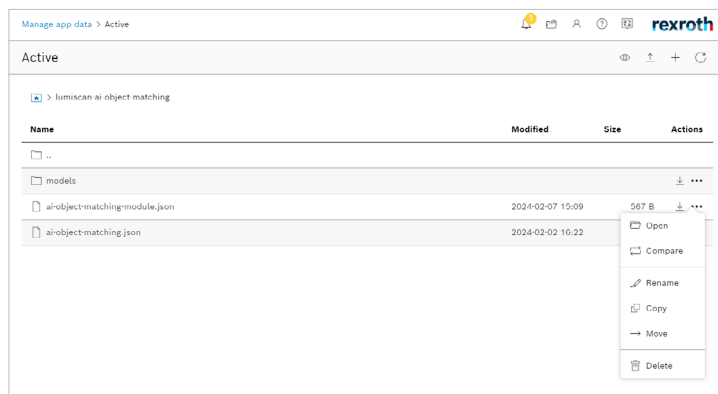 Manage app data > Active
1
rexroth
Active
> lumiscan-ai-object-matching
Name Modified Size Actions
..
models
ai-object-matching-module.json 2024-02-07 15:09 567 B
ai-object-matching.json 2024-02-02 16:22
Open
Compare
Rename
Copy
Move
Delete